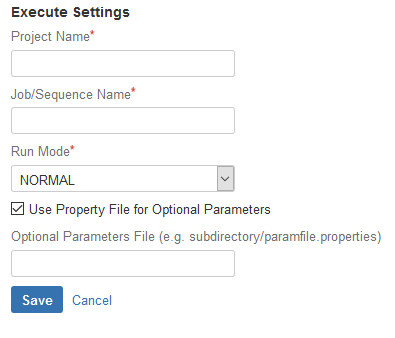 Execute Settings
Project Name*
Job/Sequence Name*
Run Mode*
NORMAL
Use Property File for Optional Parameters
Optional Parameters File (e.g. subdirectory/paramfile.properties)
Save Cancel